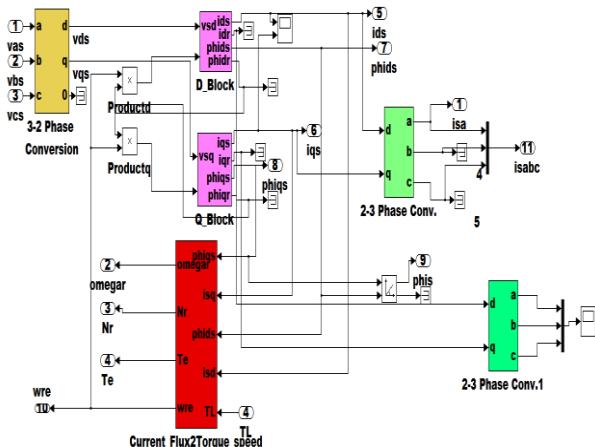 1
vas
2
vbs
3
vcs
a
b
c
d
q
0
3-2 Phase
Conversion
vds
vqs
x
Productd
x
Productq
vsd
ids
idr
phids
phidr
D_Block
vsq
iqs
iqr
phiqs
phiqr
Q_Block
5
ids
7
phids
6
iqs
8
phiqs
d
q
a
b
c
2-3 Phase Conv.
1
isa
4
5
11
isabc
9
phis
phiqs
isq
phids
isd
TL
omegar
Nr
Te
wre
Current_Flux2Torque_speed
2
omegar
3
Nr
4
Te
wre
10
4
TL
d
q
a
b
c
2-3 Phase Conv.1